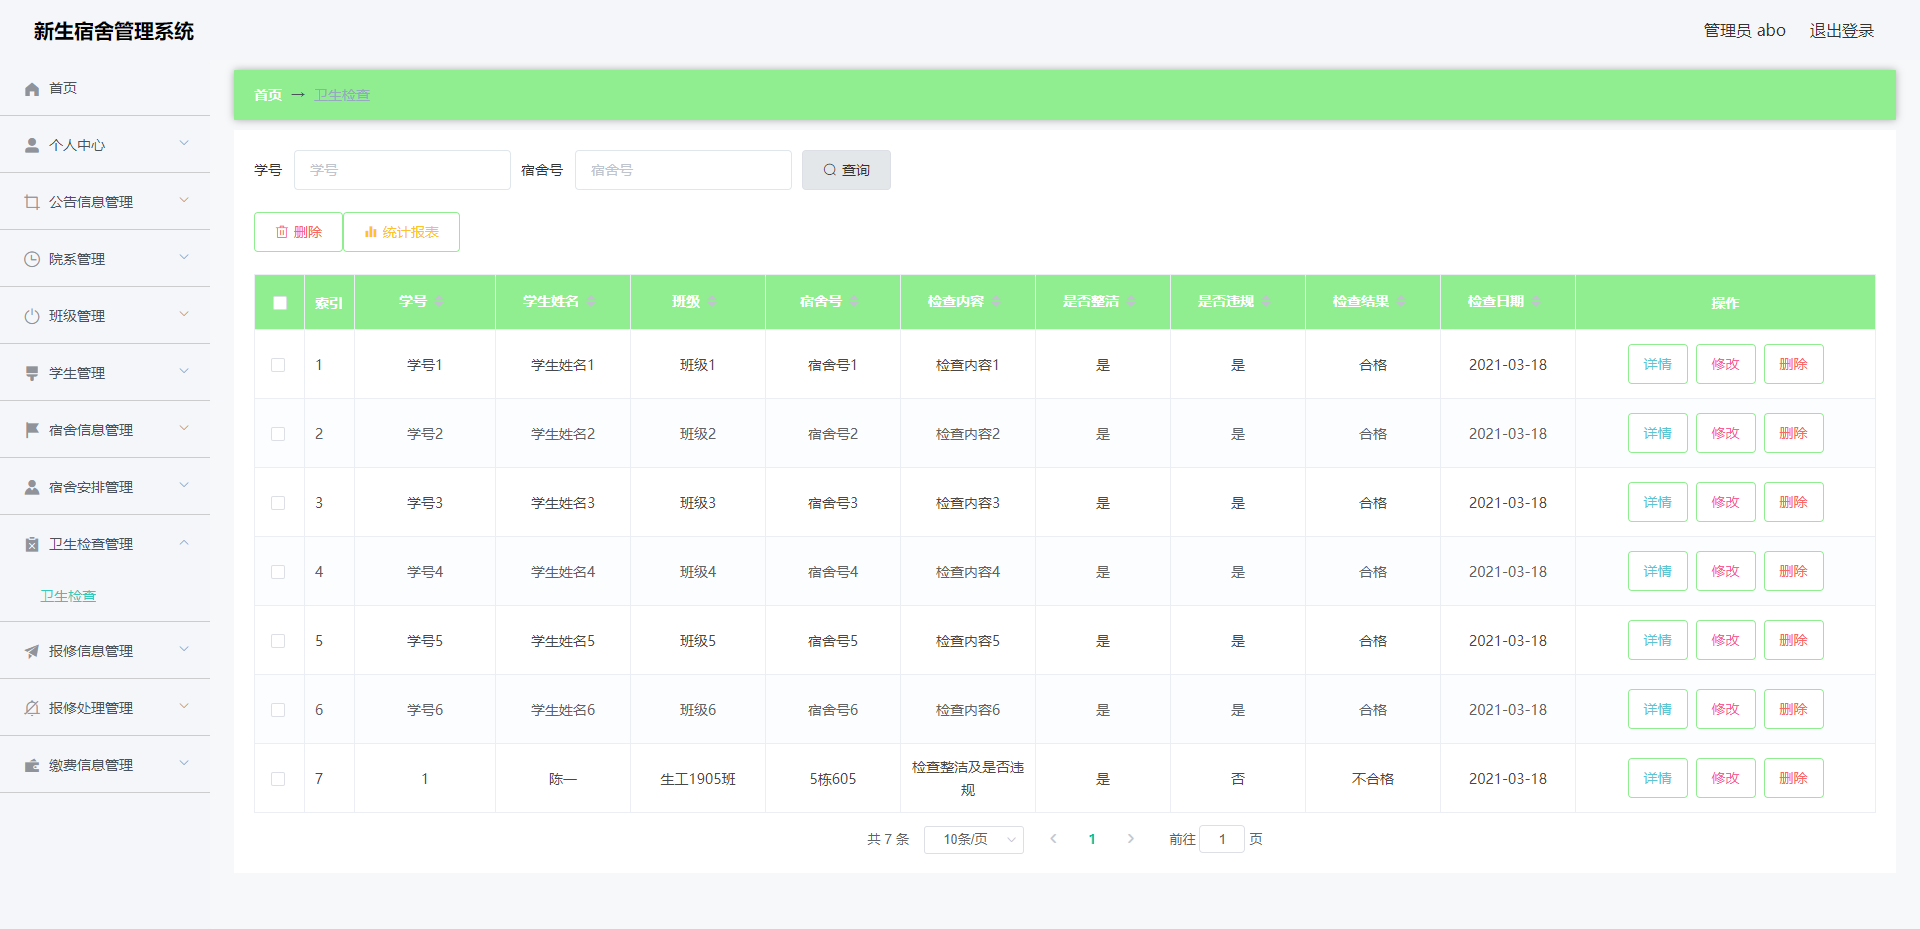 新生宿舍管理系统
管理员 abo 退出登录
首页
个人中心
公告信息管理
院系管理
班级管理
学生管理
宿舍信息管理
宿舍安排管理
卫生检查管理
卫生检查
报修信息管理
报修处理管理
缴费信息管理
首页 → 卫生检查
学号 学号 宿舍号 宿舍号 查询
删除 统计报表
索引 学号 学生姓名 班级 宿舍号 检查内容 是否整洁 是否违规 检查结果 检查日期 操作
1 学号1 学生姓名1 班级1 宿舍号1 检查内容1 是 是 合格 2021-03-18 详情 修改 删除
2 学号2 学生姓名2 班级2 宿舍号2 检查内容2 是 是 合格 2021-03-18 详情 修改 删除
3 学号3 学生姓名3 班级3 宿舍号3 检查内容3 是 是 合格 2021-03-18 详情 修改 删除
4 学号4 学生姓名4 班级4 宿舍号4 检查内容4 是 是 合格 2021-03-18 详情 修改 删除
5 学号5 学生姓名5 班级5 宿舍号5 检查内容5 是 是 合格 2021-03-18 详情 修改 删除
6 学号6 学生姓名6 班级6 宿舍号6 检查内容6 是 是 合格 2021-03-18 详情 修改 删除
7 1 陈一 生工1905班 5栋605 检查整洁及是否违规 是 否 不合格 2021-03-18 详情 修改 删除
共 7 条 10条/页 1 前往 1 页